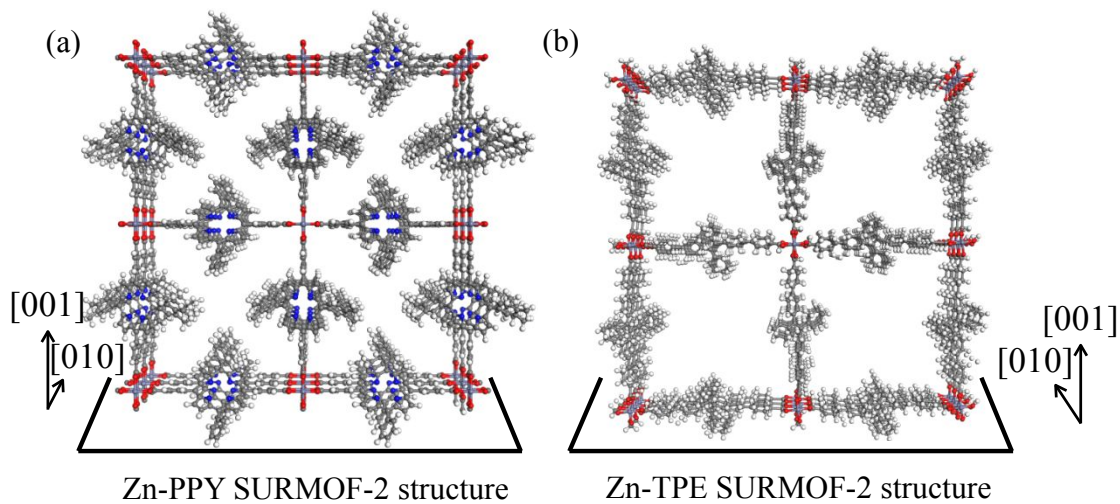 (a)
(b)
[001]
[010]
[001]
[010]
Zn-PPY SURMOF-2 structure
Zn-TPE SURMOF-2 structure